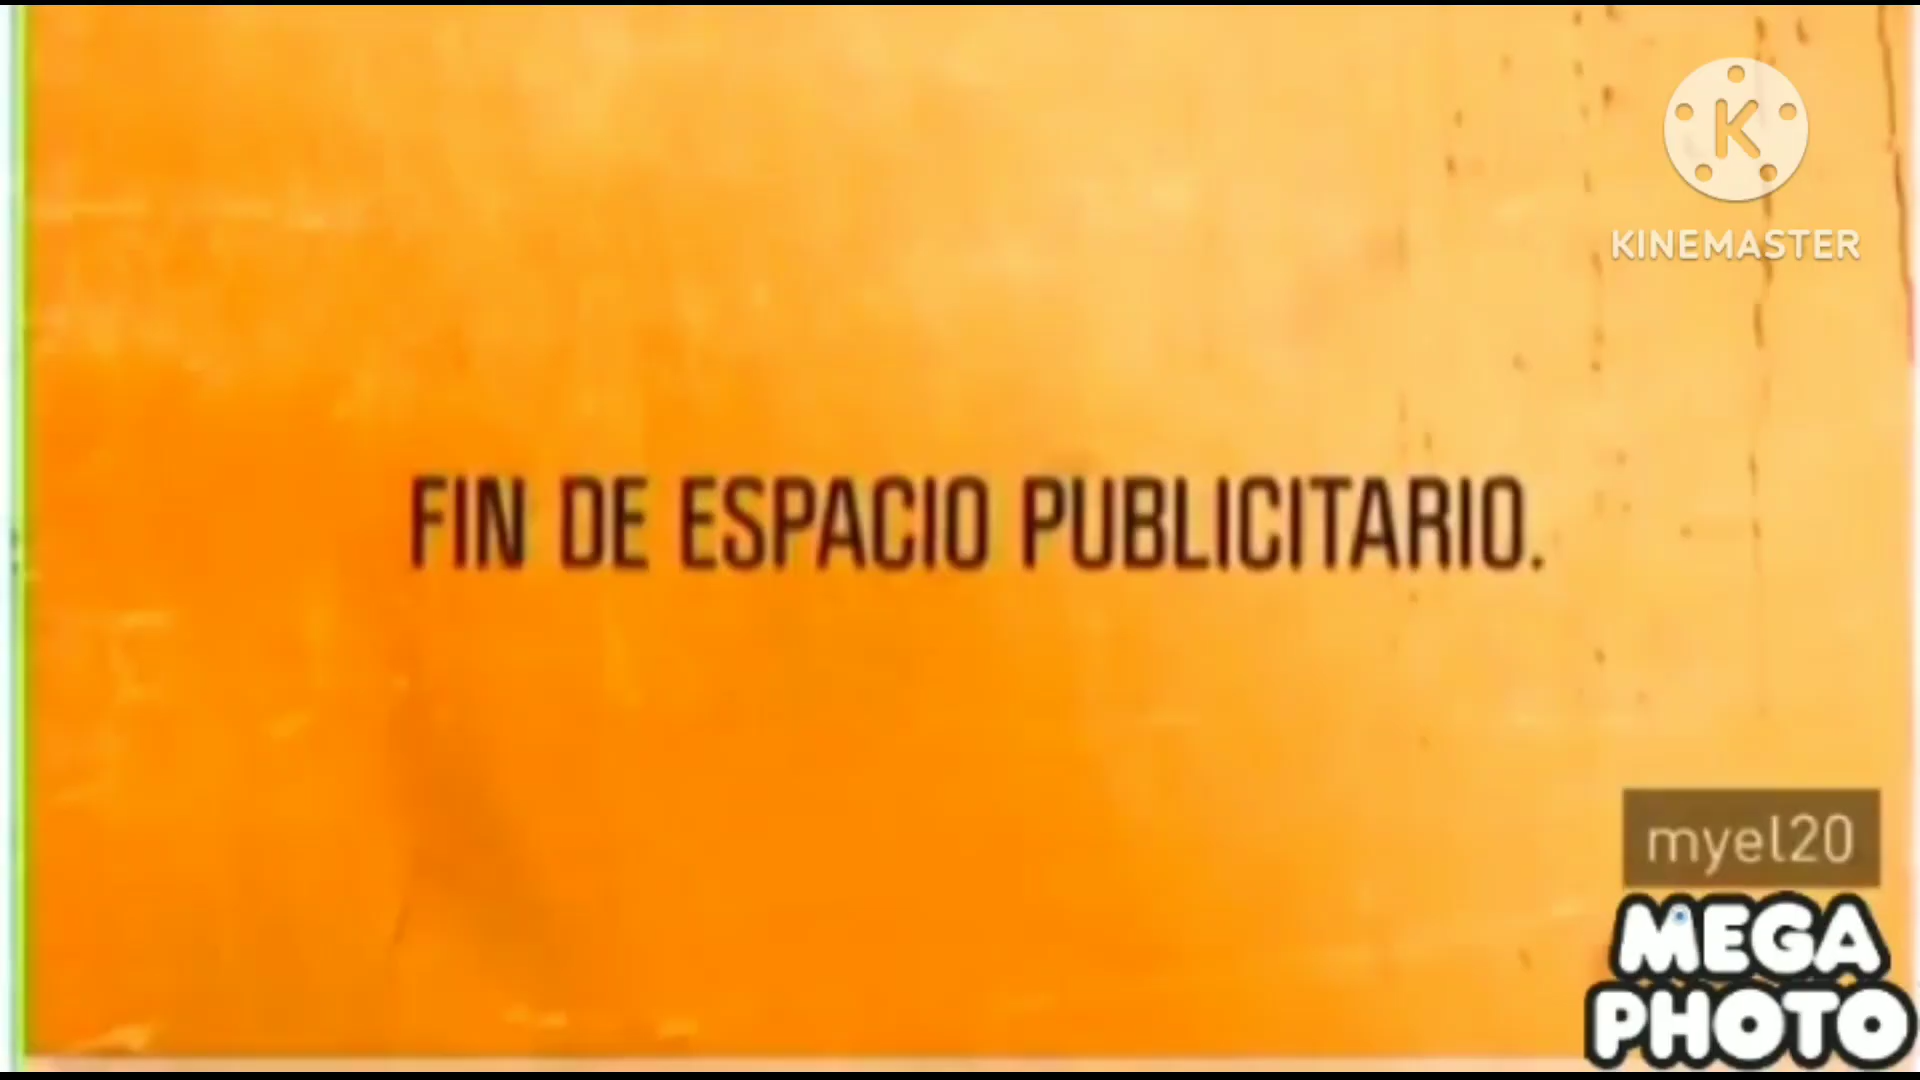 K
KINEMASTER
FIN DE ESPACIO PUBLICITARIO.
myel20
MEGA
PHOTO